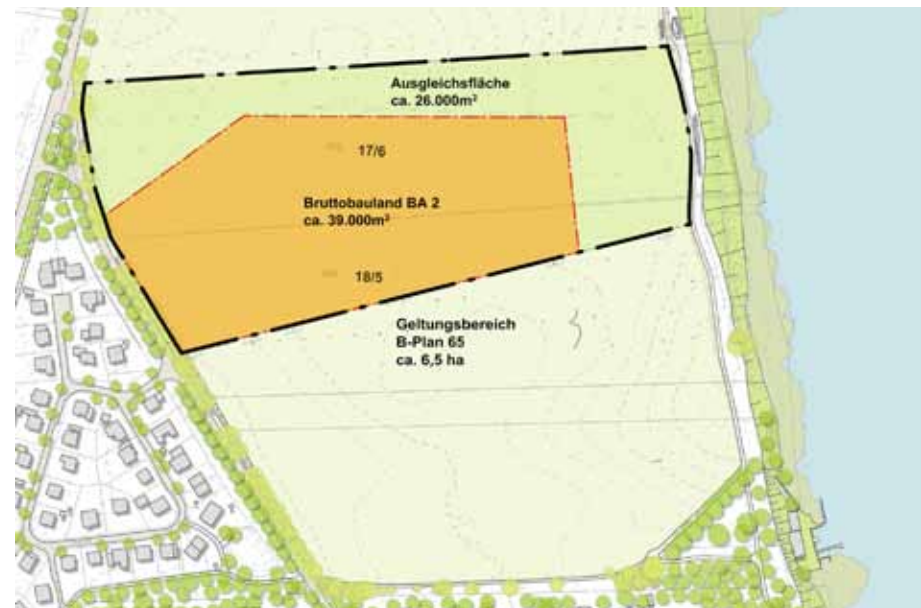 Ausgleichsfläche
ca. 26.000m²
17/6
Bruttobauland BA 2
ca. 39.000m²
18/5
Geltungsbereich
B-Plan 65
ca. 6,5 ha